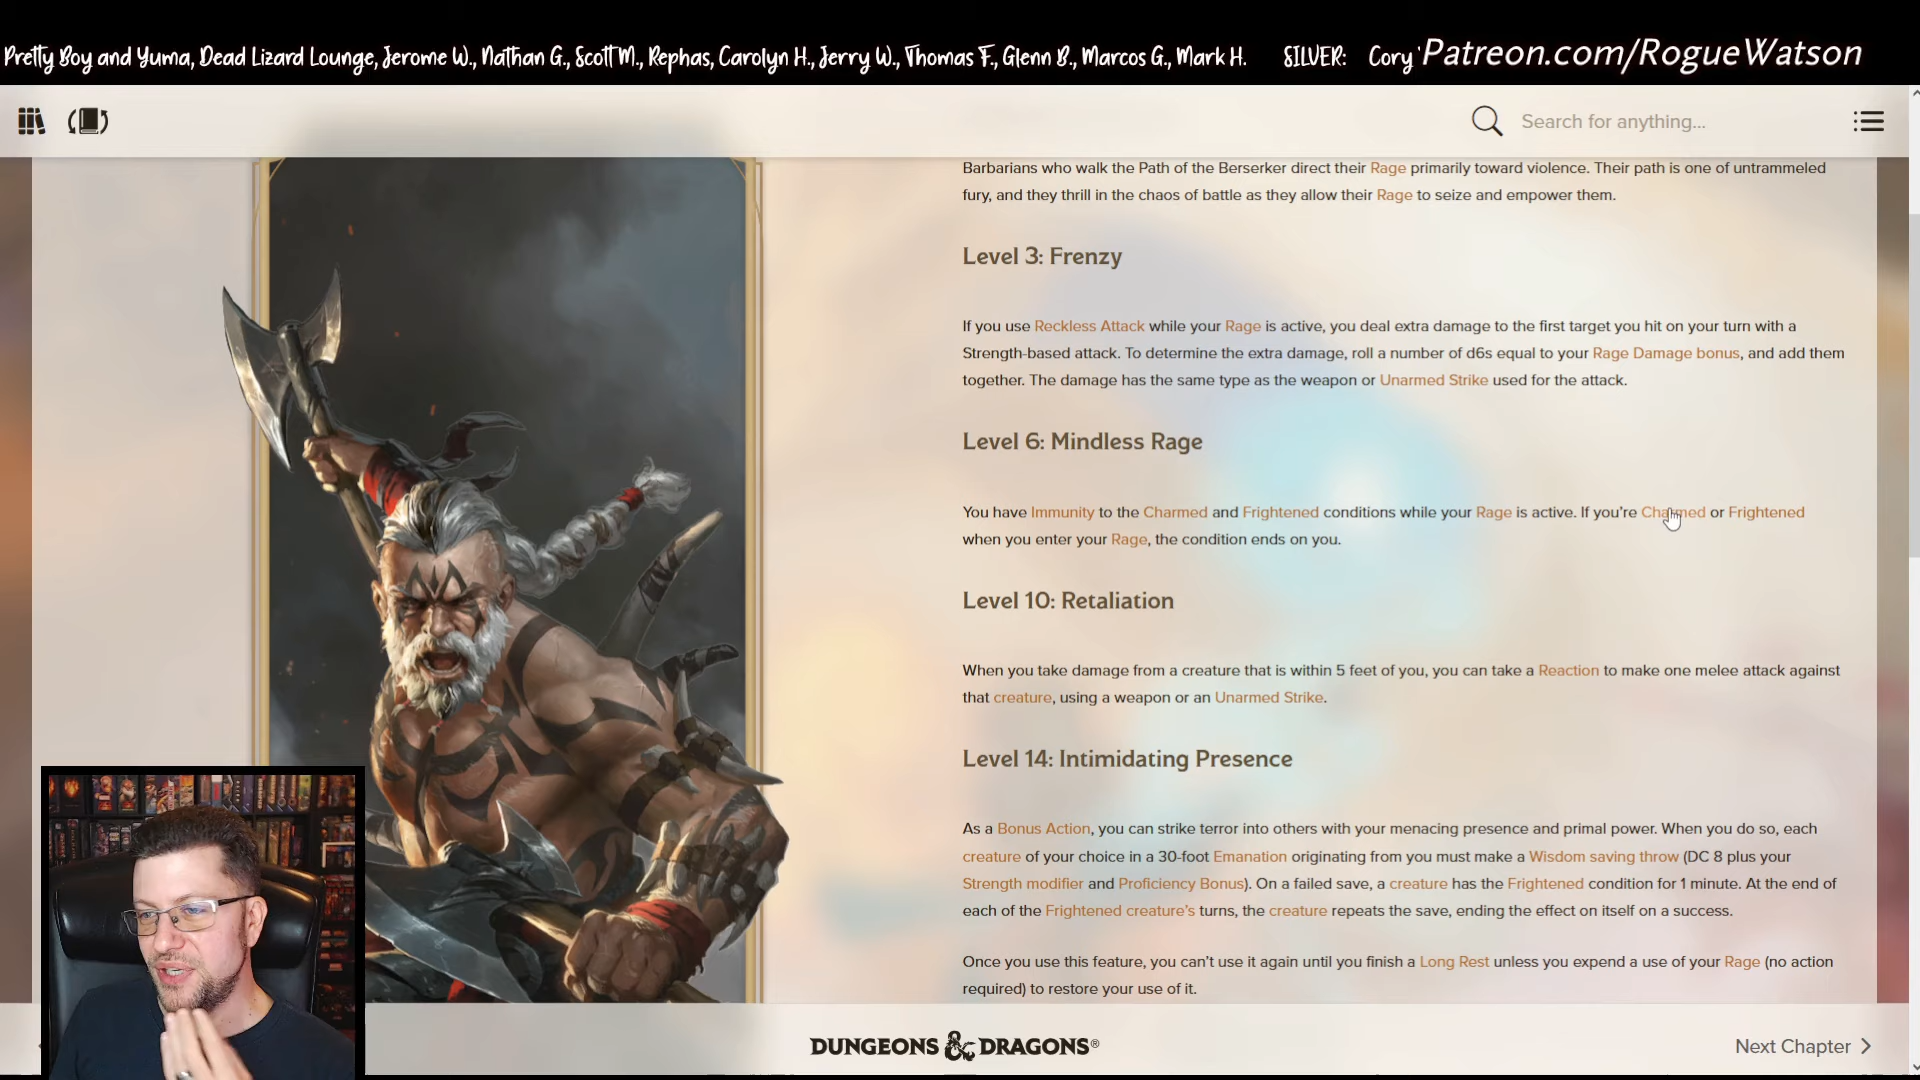 Pretty Boy and Yuma, Dead Lizard Lounge, Jerome W., Nathan G., Scott M., Rephas, Carolyn H., Jerry W., Thomas F., Glenn B., Marcos G., Mark H. SILVER: Cory
Patreon.com/RogueWatson
Search for anything...
Barbarians who walk the Path of the Berserker direct their Rage primarily toward violence. Their path is one of untrammeled
fury, and they thrill in the chaos of battle as they allow their Rage to seize and empower them.
Level 3: Frenzy
If you use Reckless Attack while your Rage is active, you deal extra damage to the first target you hit on your turn with a
Strength-based attack. To determine the extra damage, roll a number of d6s equal to your Rage Damage bonus, and add them
together. The damage has the same type as the weapon or Unarmed Strike used for the attack.
Level 6: Mindless Rage
You have Immunity to the Charmed and Frightened conditions while your Rage is active. If you're Charmed or Frightened
when you enter your Rage, the condition ends on you.
Level 10: Retaliation
When you take damage from a creature that is within 5 feet of you, you can take a Reaction to make one melee attack against
that creature, using a weapon or an Unarmed Strike.
Level 14: Intimidating Presence
As a Bonus Action, you can strike terror into others with your menacing presence and primal power. When you do so, each
creature of your choice in a 30-foot Emanation originating from you must make a Wisdom saving throw (DC 8 plus your
Strength modifier and Proficiency Bonus). On a failed save, a creature has the Frightened condition for 1 minute. At the end of
each of the Frightened creature's turns, the creature repeats the save, ending the effect on itself on a success.
Once you use this feature, you can't use it again until you finish a Long Rest unless you expend a use of your Rage (no action
required) to restore your use of it.
DUNGEONS & DRAGONS®
Next Chapter